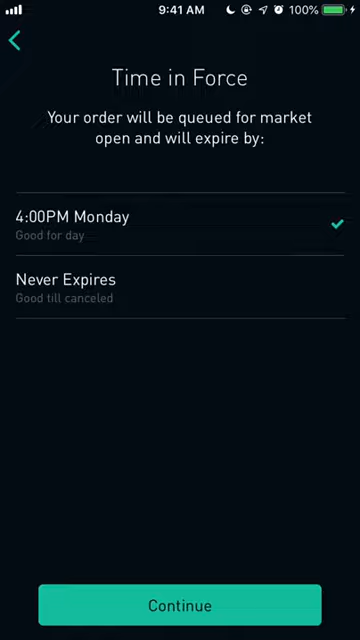 9:41 AM 100%
Time in Force
Your order will be queued for market
open and will expire by:
4:00PM Monday
Good for day
Never Expires
Good till canceled
Continue